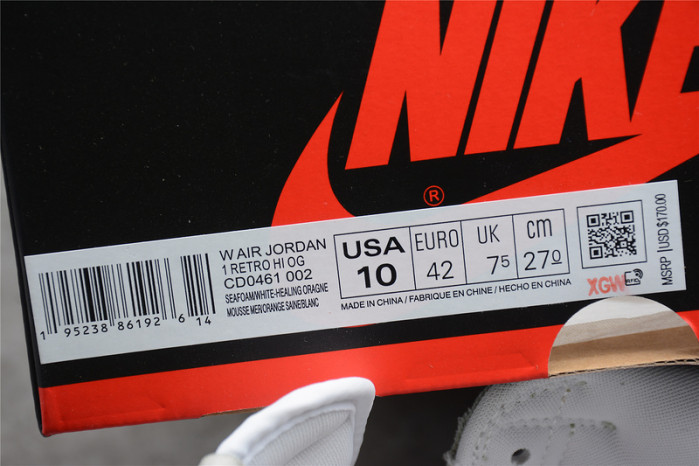 NIKE
®
W AIR JORDAN
1 RETRO HI OG
CD0461 002
SEAFOAM/WHITE-HEALING ORAGNE
MOUSSE MEN/ORANGE SAINE/BLANC
USA
10
EURO
42
UK
7 5
cm
27 0
MADE IN CHINA / FABRIQUE EN CHINE / HECHO EN CHINA
1 95238 86192 6 14
XGW
MSRP | USD $170.00